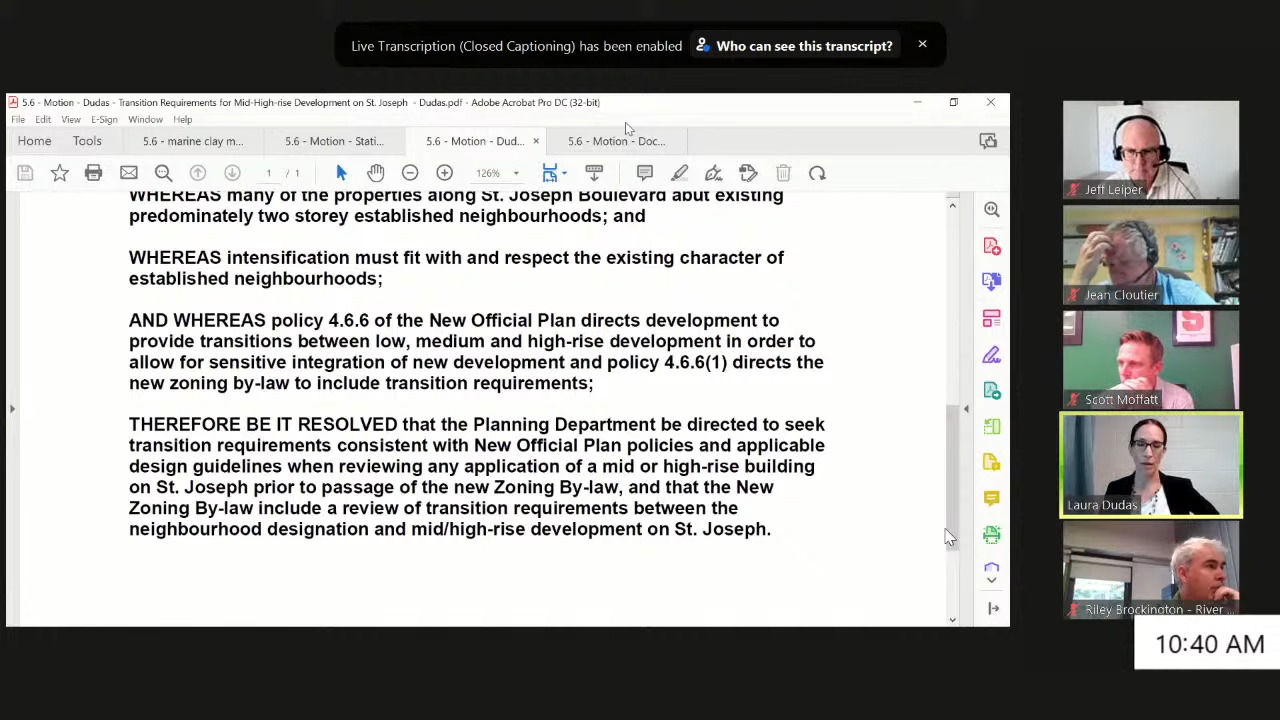 Live Transcription (Closed Captioning) has been enabled Who can see this transcript?
5.6 - Motion - Dudas - Transition Requirements for Mid-High-rise Development on St. Joseph - Dudas.pdf - Adobe Acrobat Pro DC (32-bit)
File Edit View E-Sign Window Help
Home Tools 5.6 - marine clay m... 5.6 - Motion - Stati... 5.6 - Motion - Dud... 5.6 - Motion - Doc...
1 / 1 126%
WHEREAS many of the properties along St. Joseph Boulevard abut existing
predominately two storey established neighbourhoods; and
WHEREAS intensification must fit with and respect the existing character of
established neighbourhoods;
AND WHEREAS policy 4.6.6 of the New Official Plan directs development to
provide transitions between low, medium and high-rise development in order to
allow for sensitive integration of new development and policy 4.6.6(1) directs the
new zoning by-law to include transition requirements;
THEREFORE BE IT RESOLVED that the Planning Department be directed to seek
transition requirements consistent with New Official Plan policies and applicable
design guidelines when reviewing any application of a mid or high-rise building
on St. Joseph prior to passage of the new Zoning By-law, and that the New
Zoning By-law include a review of transition requirements between the
neighbourhood designation and mid/high-rise development on St. Joseph.
Jeff Leiper
Jean Cloutier
S
Scott Moffatt
Laura Dudas
Riley Brockington - River ...
10:40 AM